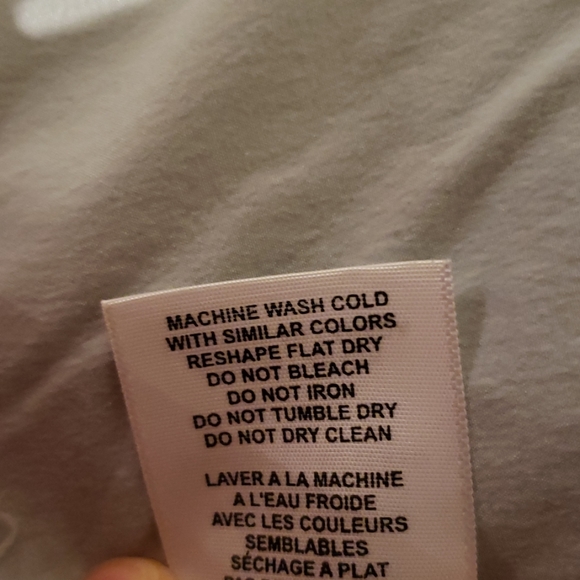 MACHINE WASH COLD
WITH SIMILAR COLORS
RESHAPE FLAT DRY
DO NOT BLEACH
DO NOT IRON
DO NOT TUMBLE DRY
DO NOT DRY CLEAN
LAVER A LA MACHINE
A L'EAU FROIDE
AVEC LES COULEURS
SEMBLABLES
SÉCHAGE A PLAT